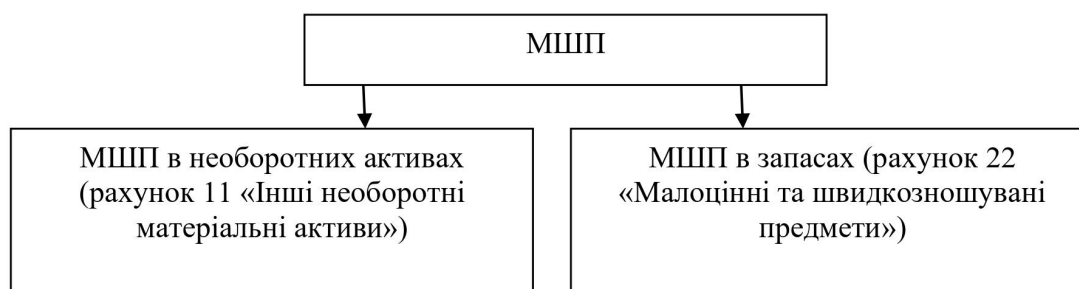 МШП
МШП в необоротних активах
(рахунок 11 «Інші необоротні
матеріальні активи»)
МШП в запасах (рахунок 22
«Малоцінні та швидкозношувані
предмети»)